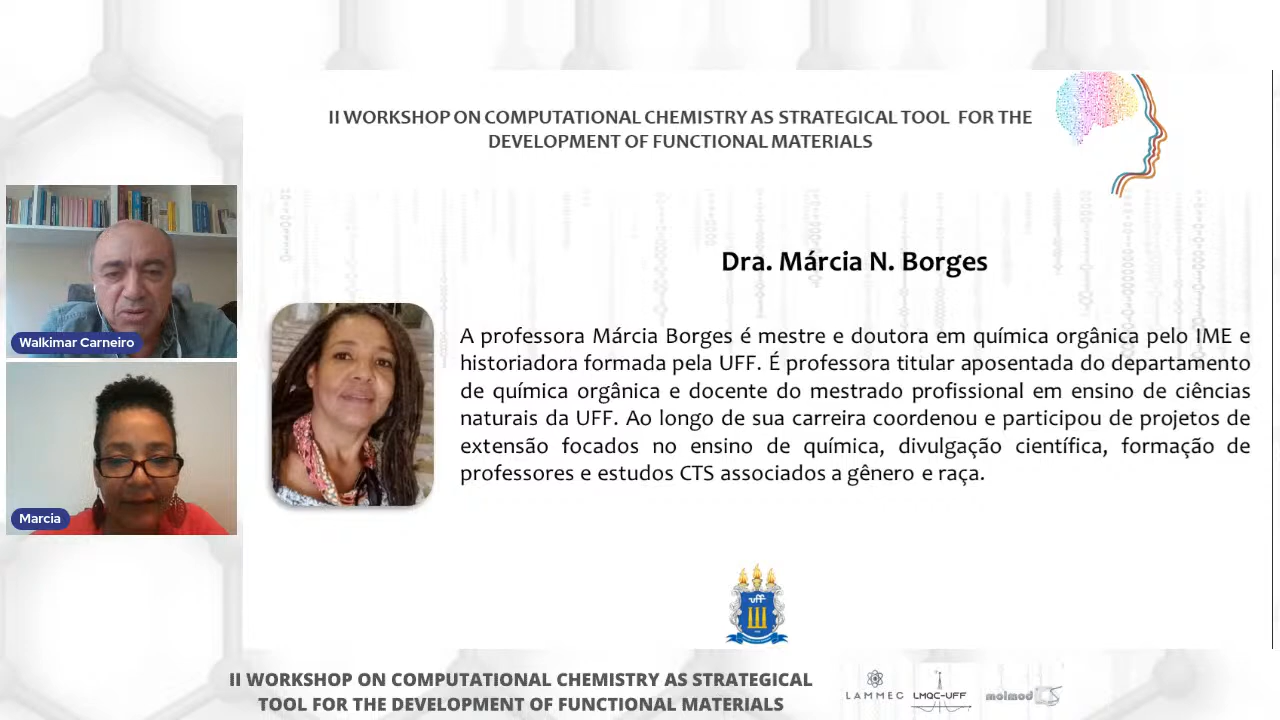 II WORKSHOP ON COMPUTATIONAL CHEMISTRY AS STRATEGICAL TOOL FOR THE
DEVELOPMENT OF FUNCTIONAL MATERIALS
Dra. Márcia N. Borges
A professora Márcia Borges é mestre e doutora em química orgânica pelo IME e
historiadora formada pela UFF. É professora titular aposentada do departamento
de química orgânica e docente do mestrado profissional em ensino de ciências
naturais da UFF. Ao longo de sua carreira coordenou e participou de projetos de
extensão focados no ensino de química, divulgação científica, formação de
professores e estudos CTS associados a gênero e raça.
Walkimar Carneiro
Marcia
uff
II WORKSHOP ON COMPUTATIONAL CHEMISTRY AS STRATEGICAL
TOOL FOR THE DEVELOPMENT OF FUNCTIONAL MATERIALS
LAMMEC LMQC-UFF molmod CS